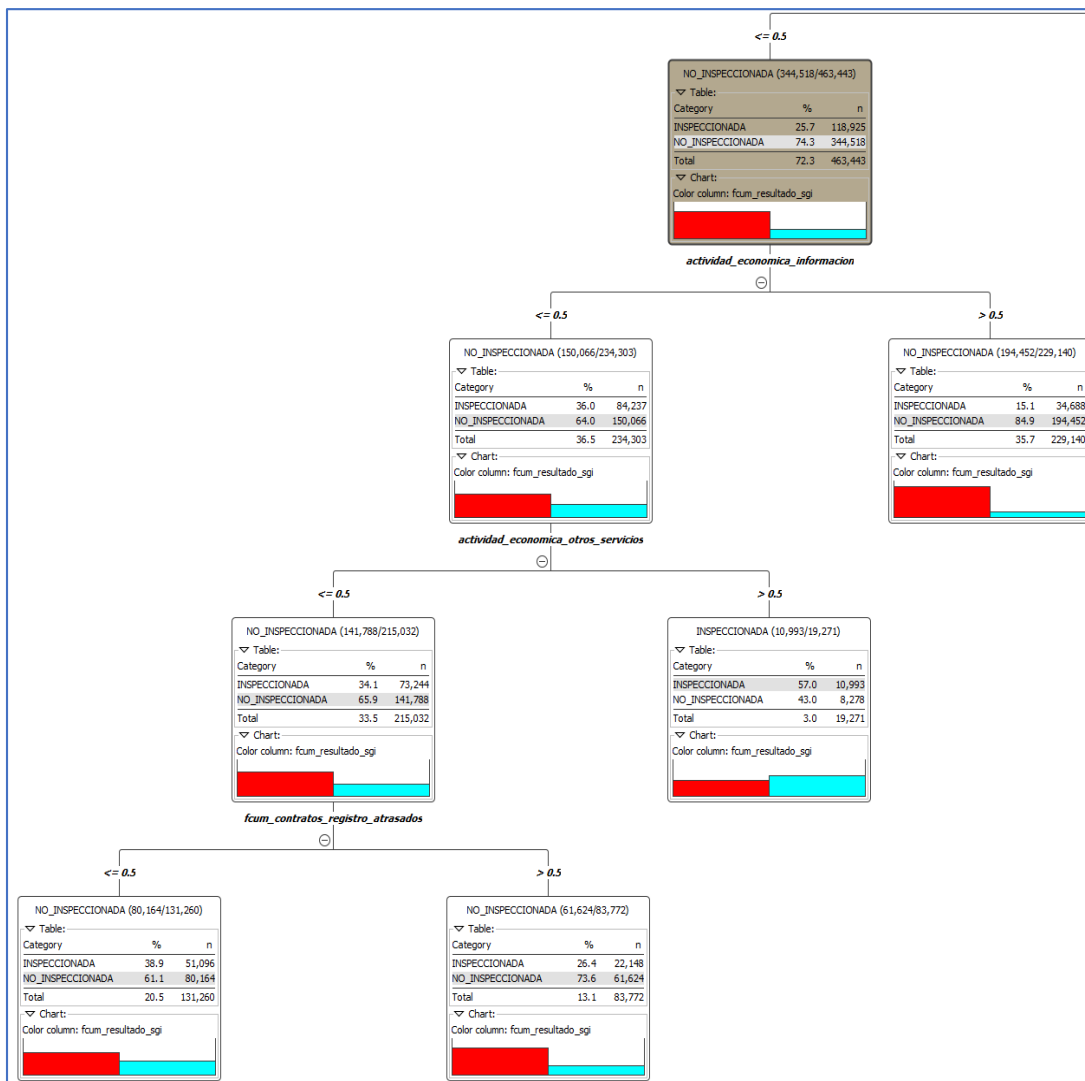 <= 0.5
NO_INSPECCIONADA (344,518/463,443)
Table:
Category % n
INSPECCIONADA 25.7 118,925
NO_INSPECCIONADA 74.3 344,518
Total 72.3 463,443
Chart:
Color column: fcum_resultado_sgi
actividad_economica_informacion
<= 0.5
> 0.5
NO_INSPECCIONADA (150,066/234,303)
Table:
Category % n
INSPECCIONADA 36.0 84,237
NO_INSPECCIONADA 64.0 150,066
Total 36.5 234,303
Chart:
Color column: fcum_resultado_sgi
NO_INSPECCIONADA (194,452/229,140)
Table:
Category % n
INSPECCIONADA 15.1 34,688
NO_INSPECCIONADA 84.9 194,452
Total 35.7 229,140
Chart:
Color column: fcum_resultado_sgi
actividad_economica_otros_servicios
<= 0.5
> 0.5
NO_INSPECCIONADA (141,788/215,032)
Table:
Category % n
INSPECCIONADA 34.1 73,244
NO_INSPECCIONADA 65.9 141,788
Total 33.5 215,032
Chart:
Color column: fcum_resultado_sgi
INSPECCIONADA (10,993/19,271)
Table:
Category % n
INSPECCIONADA 57.0 10,993
NO_INSPECCIONADA 43.0 8,278
Total 3.0 19,271
Chart:
Color column: fcum_resultado_sgi
fcum_contratos_registro_atrasados
<= 0.5
> 0.5
NO_INSPECCIONADA (80,164/131,260)
Table:
Category % n
INSPECCIONADA 38.9 51,096
NO_INSPECCIONADA 61.1 80,164
Total 20.5 131,260
Chart:
Color column: fcum_resultado_sgi
NO_INSPECCIONADA (61,624/83,772)
Table:
Category % n
INSPECCIONADA 26.4 22,148
NO_INSPECCIONADA 73.6 61,624
Total 13.1 83,772
Chart:
Color column: fcum_resultado_sgi